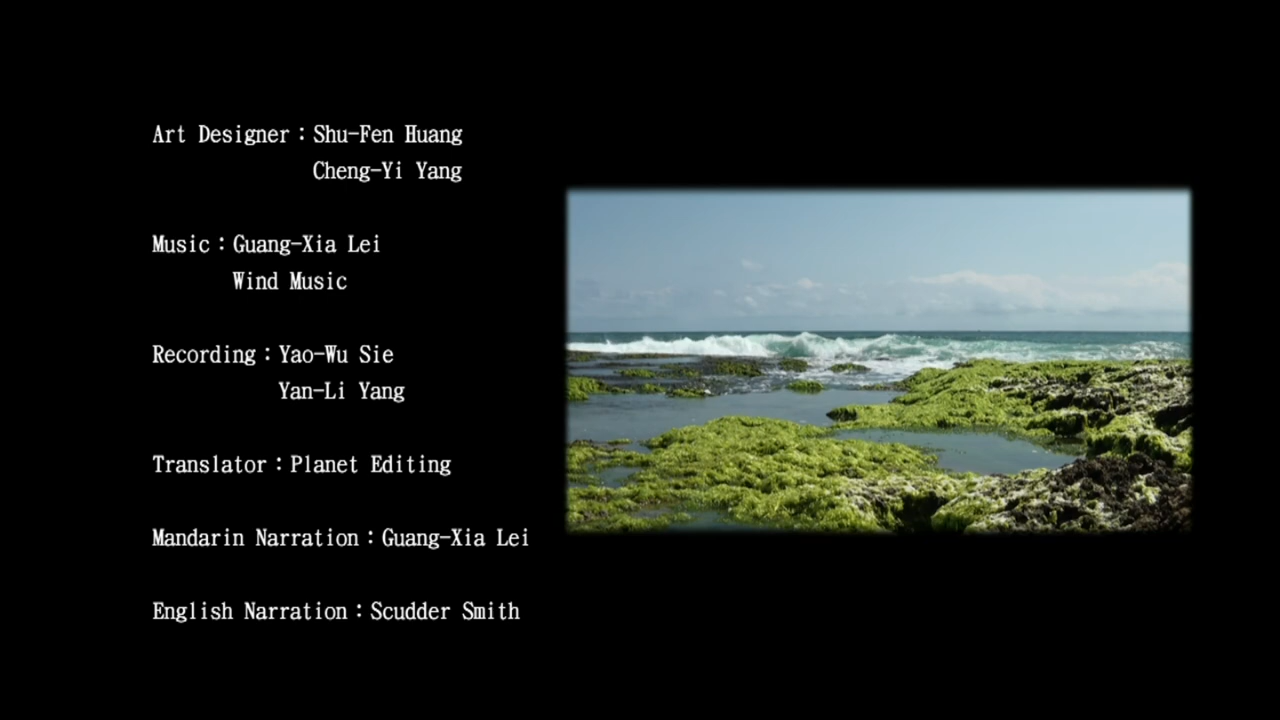 Art Designer：Shu-Fen Huang
Cheng-Yi Yang
Music：Guang-Xia Lei
Wind Music
Recording：Yao-Wu Sie
Yan-Li Yang
Translator：Planet Editing
Mandarin Narration：Guang-Xia Lei
English Narration：Scudder Smith